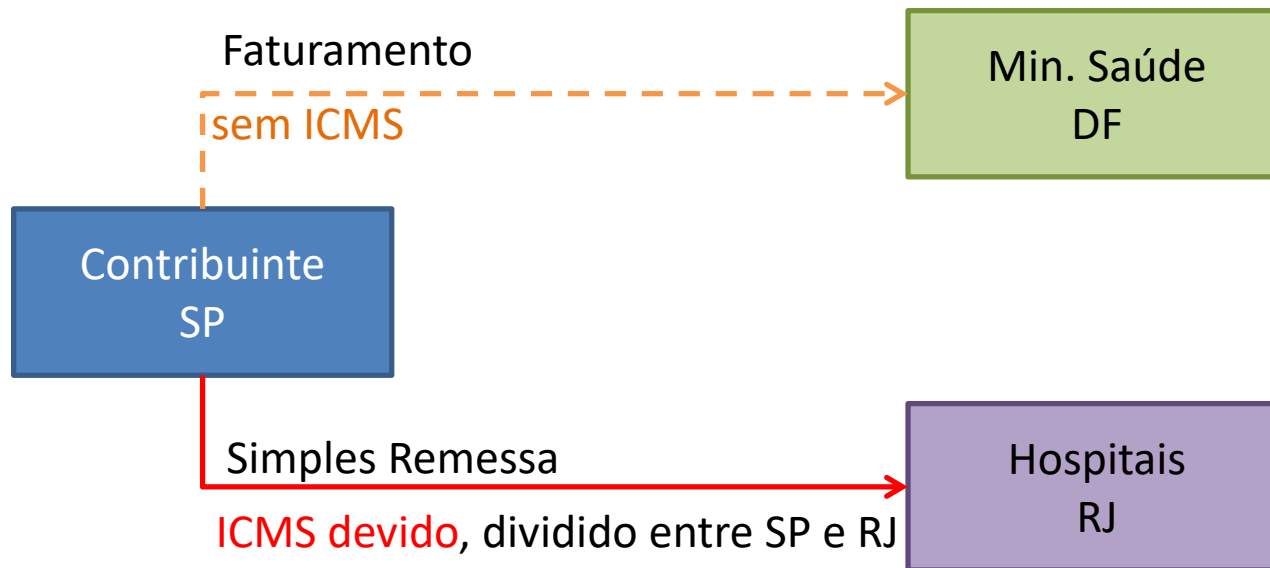 Faturamento
sem ICMS
Min. Saúde
DF
Contribuinte
SP
Simples Remessa
ICMS devido, dividido entre SP e RJ
Hospitais
RJ